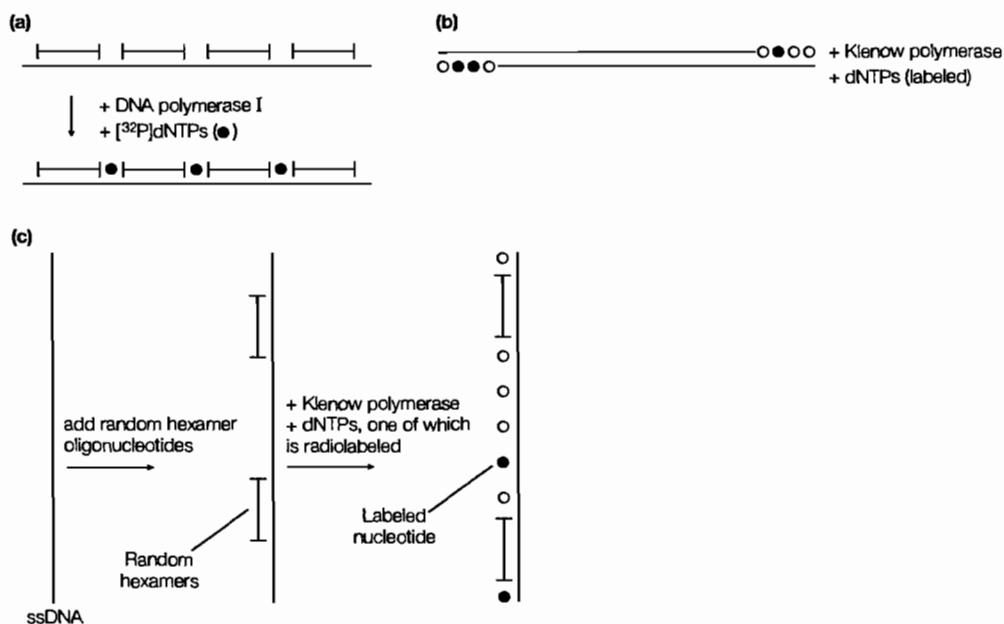 (a)
+ DNA polymerase I
+ [³²P]dNTPs (●)
(b)
+ Klenow polymerase
+ dNTPs (labeled)
(c)
add random hexamer
oligonucleotides
+ Klenow polymerase
+ dNTPs, one of which
is radiolabeled
Labeled
nucleotide
Random
hexamers
ssDNA